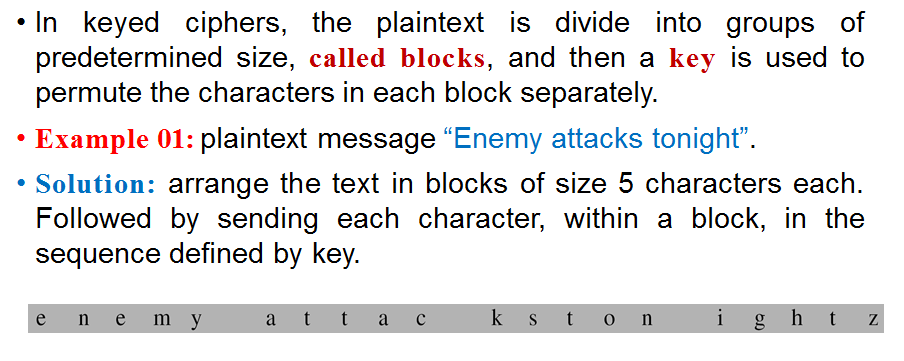 • In keyed ciphers, the plaintext is divide into groups of
predetermined size, called blocks, and then a key is used to
permute the characters in each block separately.
• Example 01: plaintext message “Enemy attacks tonight”.
• Solution: arrange the text in blocks of size 5 characters each.
Followed by sending each character, within a block, in the
sequence defined by key.
e n e m y a t t a c k s t o n i g h t z